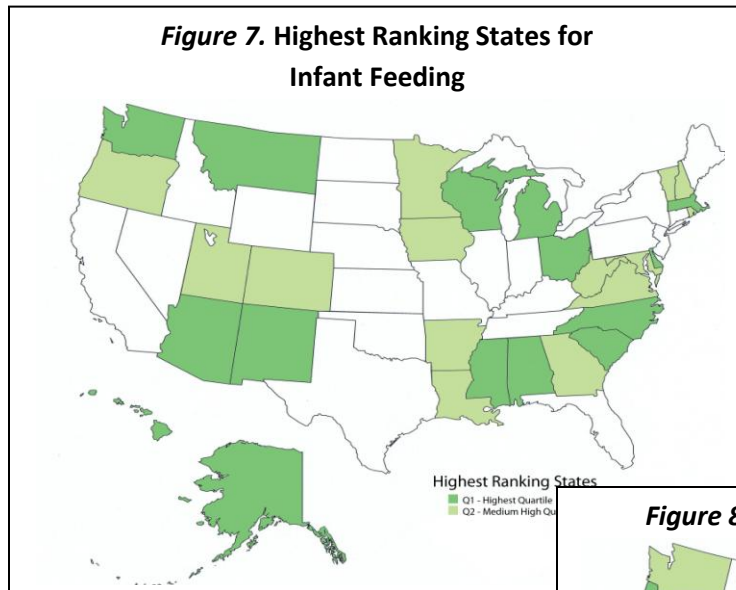 Figure 7. Highest Ranking States for
Infant Feeding
Highest Ranking States
Q1 - Highest Quartile
Q2 - Medium High Qu
Figure 8